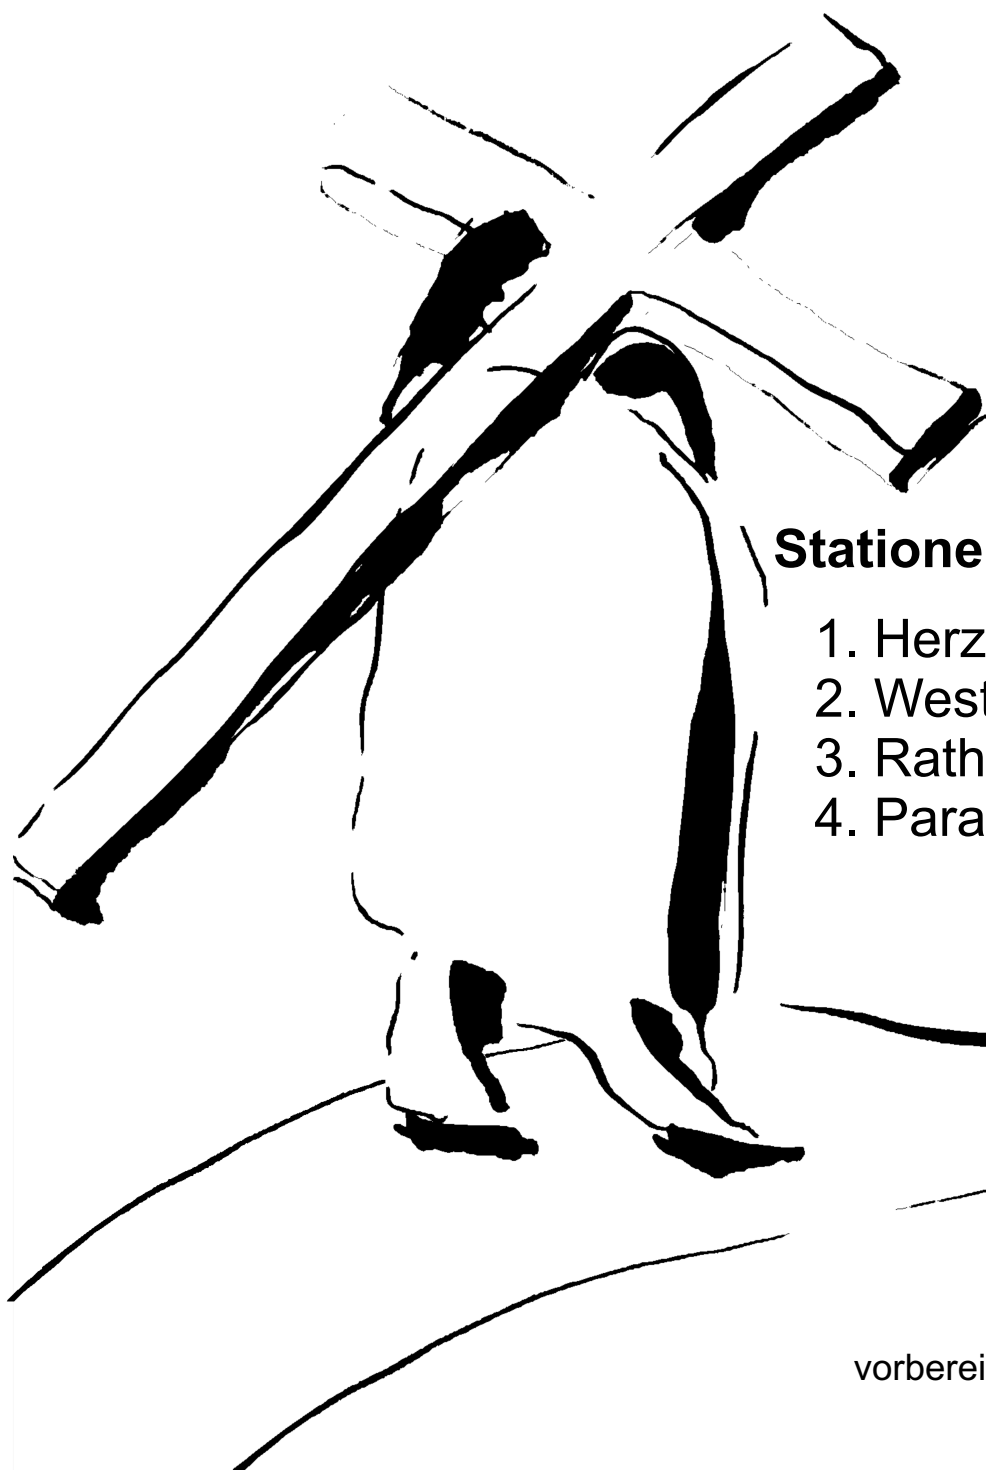 Statione
1. Herz
2. West
3. Rath
4. Para
vorberei